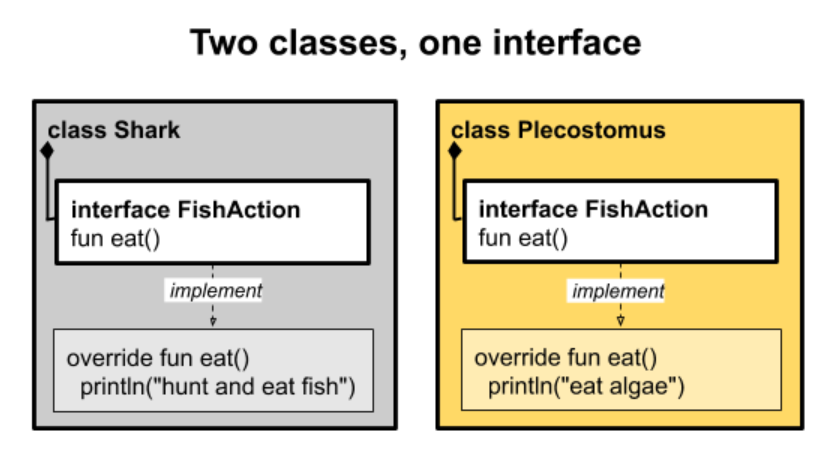 Two classes, one interface
class Shark
interface FishAction
fun eat()
implement
override fun eat()
println("hunt and eat fish")
class Plecostomus
interface FishAction
fun eat()
implement
override fun eat()
println("eat algae")